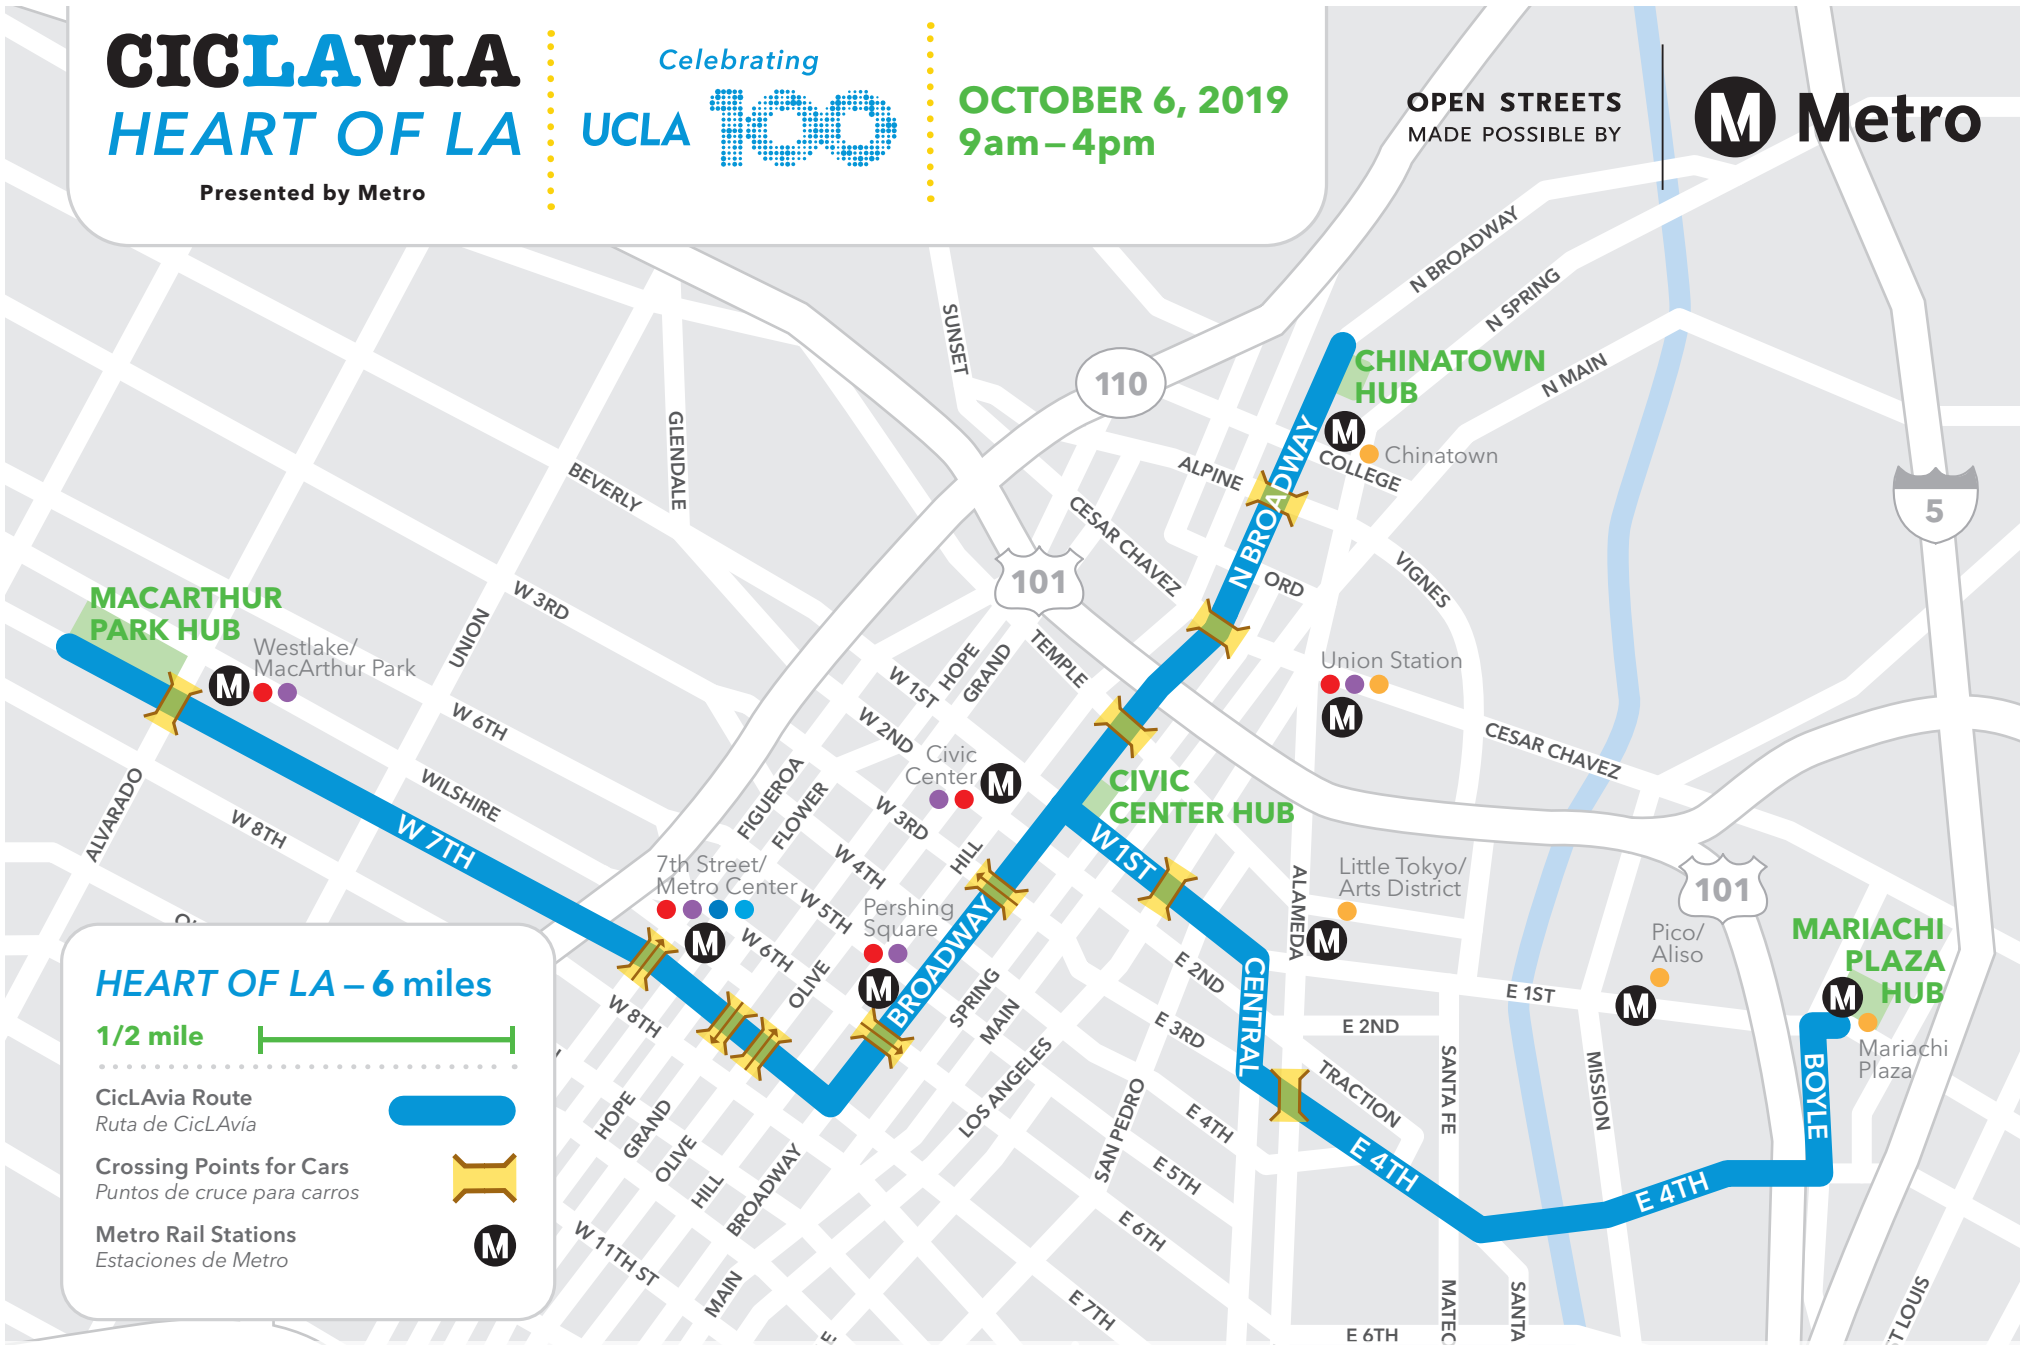 CICLAVIA
HEART OF LA
Presented by Metro
Celebrating
UCLA 100
OCTOBER 6, 2019
9am – 4pm
OPEN STREETS
MADE POSSIBLE BY
M Metro
N BROADWAY
N SPRING
N MAIN
SUNSET
110
CHINATOWN
HUB
M
Chinatown
COLLEGE
ALPINE
N BROADWAY
GLENDALE
BEVERLY
CESAR CHAVEZ
5
101
ORD
VIGNES
MACARTHUR
PARK HUB
Westlake/
MacArthur Park
M
UNION
W 3RD
HOPE
GRAND
TEMPLE
W 1ST
Union Station
M
W 6TH
W 2ND
CESAR CHAVEZ
Civic
Center
M
CIVIC
CENTER HUB
ALVARADO
WILSHIRE
FIGUEROA
FLOWER
W 3RD
W 8TH
W 7TH
HILL
W 1ST
W 4TH
7th Street/
Metro Center
M
W 5TH
Pershing
Square
M
ALAMEDA
Little Tokyo/
Arts District
M
101
W 6TH
OLIVE
BROADWAY
Pico/
Aliso
M
MARIACHI
PLAZA
HUB
M
Mariachi
Plaza
SPRING
MAIN
E 2ND
CENTRAL
E 1ST
W 8TH
E 3RD
E 2ND
LOS ANGELES
TRACTION
SANTA FE
MISSION
BOYLE
HOPE
GRAND
OLIVE
HILL
BROADWAY
SAN PEDRO
E 4TH
E 4TH
E 4TH
E 5TH
E 6TH
W 11TH ST
MAIN
E 7TH
E 6TH
MATEO
SANTA
ST LOUIS
HEART OF LA – 6 miles
1/2 mile
CicLAvia Route
Ruta de CicLAvía
Crossing Points for Cars
Puntos de cruce para carros
Metro Rail Stations
Estaciones de Metro
M